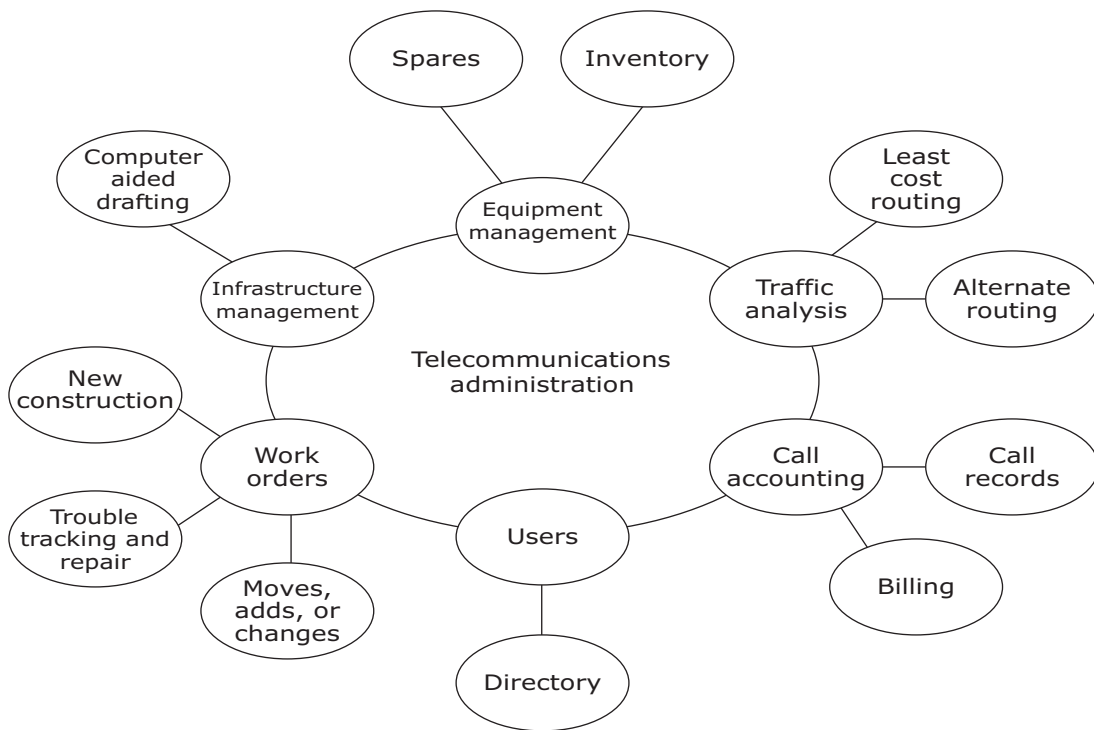 Spares
Inventory
Computer
aided
drafting
Least
cost
routing
Equipment
management
Infrastructure
management
Traffic
analysis
Alternate
routing
Telecommunications
administration
New
construction
Work
orders
Call
accounting
Call
records
Trouble
tracking and
repair
Users
Moves,
adds, or
changes
Billing
Directory